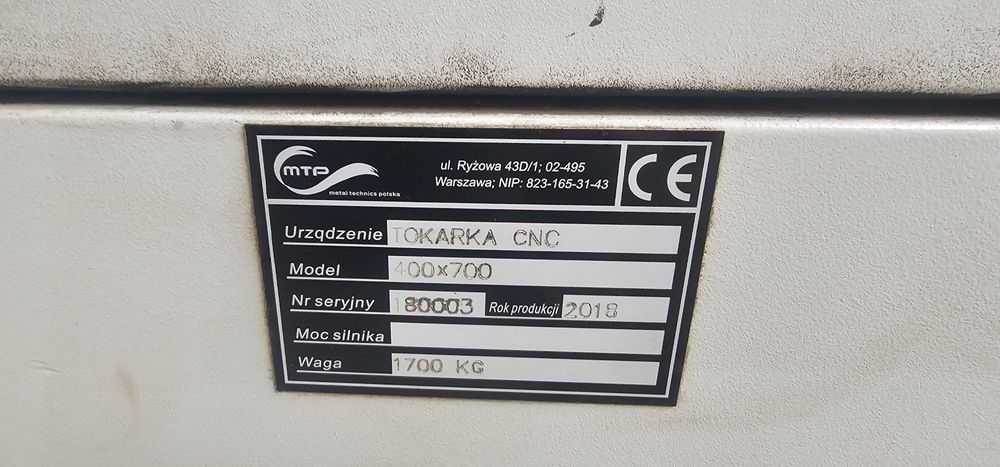 MTP
metal technics polska
ul. Ryżowa 43D/1; 02-495
Warszawa; NIP: 823-165-31-43
CE
Urządzenie TOKARKA CNC
Model 400x700
Nr seryjny 180003 Rok produkcji 2018
Moc silnika
Waga 1700 KG